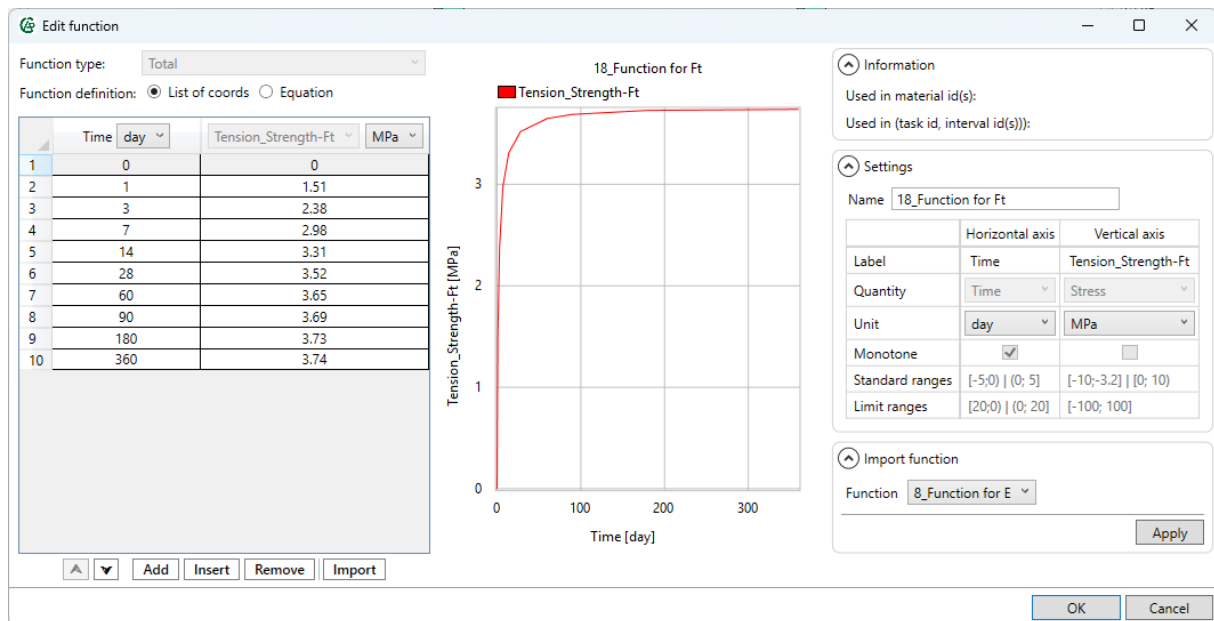 Edit function
Function type: Total
Function definition: List of coords Equation
Time day Tension_Strength-Ft MPa
1 0 0
2 1 1.51
3 3 2.38
4 7 2.98
5 14 3.31
6 28 3.52
7 60 3.65
8 90 3.69
9 180 3.73
10 360 3.74
Add Insert Remove Import
18_Function for Ft
Tension_Strength-Ft
Tension_Strength-Ft [MPa]
3
2
1
0
0 100 200 300
Time [day]
Information
Used in material id(s):
Used in (task id, interval id(s))):
Settings
Name 18_Function for Ft
Horizontal axis Vertical axis
Label Time Tension_Strength-Ft
Quantity Time Stress
Unit day MPa
Monotone
Standard ranges [-5;0) | (0; 5] [-10;-3.2] | [0; 10)
Limit ranges [20;0) | (0; 20] [-100; 100]
Import function
Function 8_Function for E
Apply
OK Cancel